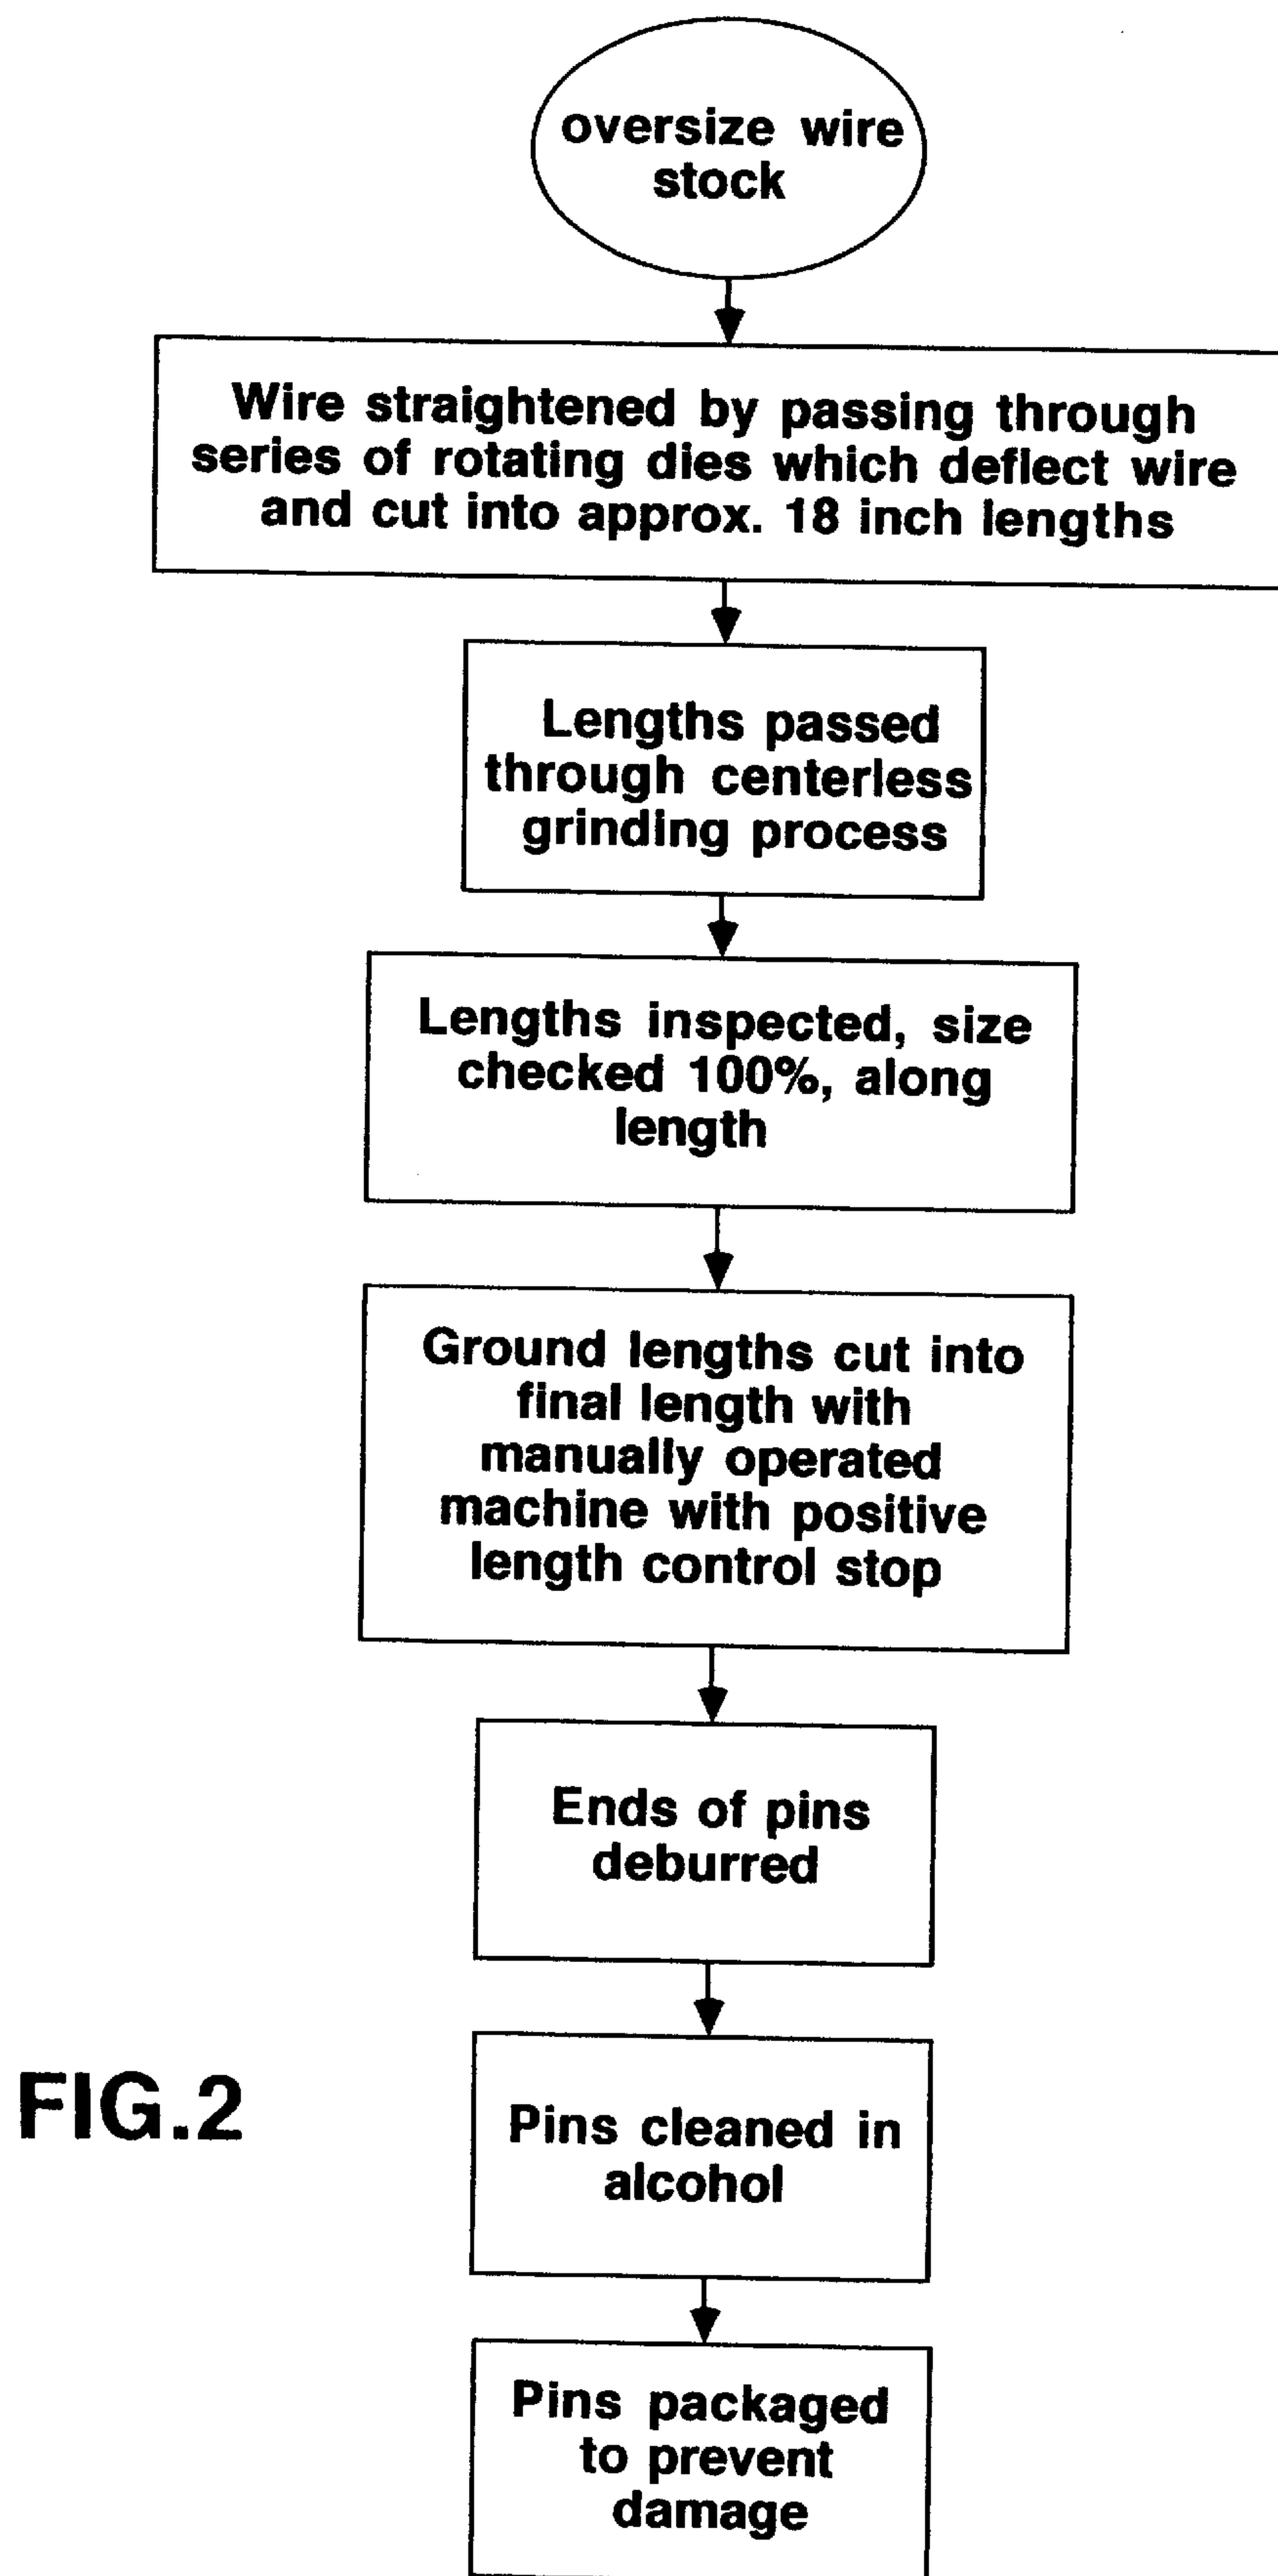 oversize wire
stock
Wire straightened by passing through
series of rotating dies which deflect wire
and cut into approx. 18 inch lengths
Lengths passed
through centerless
grinding process
Lengths inspected, size
checked 100%, along
length
Ground lengths cut into
final length with
manually operated
machine with positive
length control stop
Ends of pins
deburred
Pins cleaned in
alcohol
FIG.2
Pins packaged
to prevent
damage